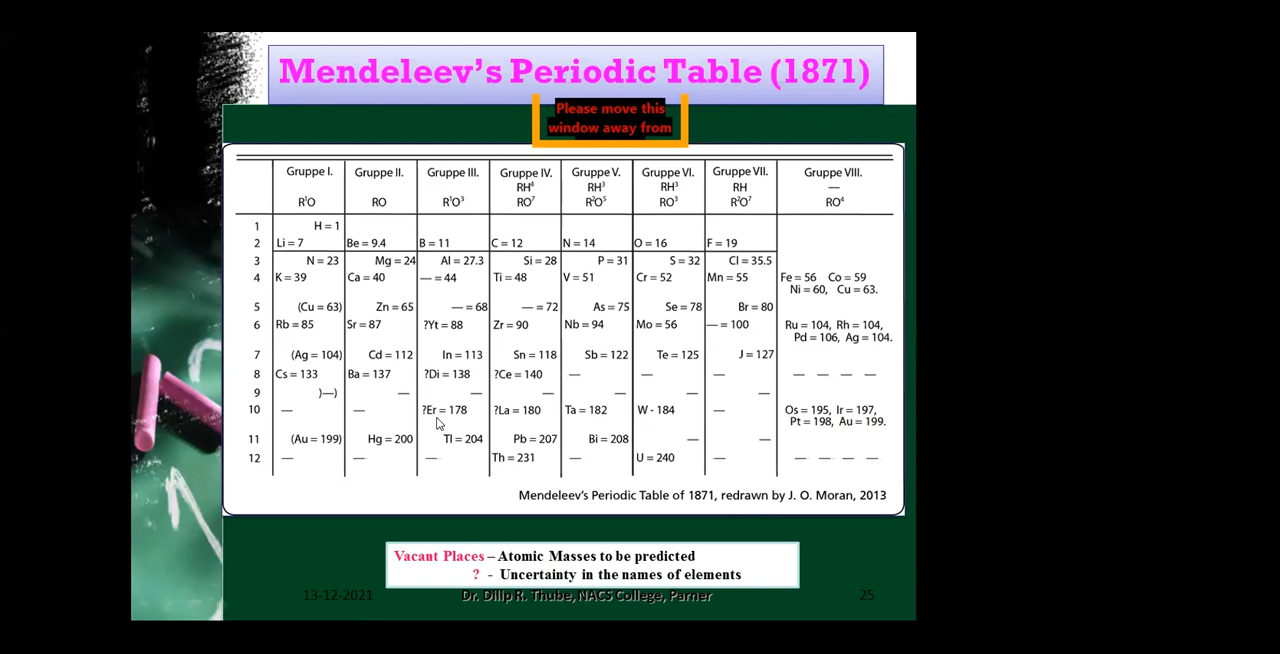 Mendeleev's Periodic Table (1871)
Please move this
window away from
Gruppe I. Gruppe II. Gruppe III. Gruppe IV. Gruppe V. Gruppe VI. Gruppe VII. Gruppe VIII.
RH⁴ RH³ RH³ RH —
R¹O RO R¹O³ RO⁷ R²O⁵ RO³ R²O⁷ RO⁴
1 H = 1
2 Li = 7 Be = 9.4 B = 11 C = 12 N = 14 O = 16 F = 19
3 N = 23 Mg = 24 Al = 27.3 Si = 28 P = 31 S = 32 Cl = 35.5
4 K = 39 Ca = 40 — = 44 Ti = 48 V = 51 Cr = 52 Mn = 55 Fe = 56 Co = 59
Ni = 60, Cu = 63.
5 (Cu = 63) Zn = 65 — = 68 — = 72 As = 75 Se = 78 Br = 80
6 Rb = 85 Sr = 87 ?Yt = 88 Zr = 90 Nb = 94 Mo = 56 — = 100 Ru = 104, Rh = 104,
Pd = 106, Ag = 104.
7 (Ag = 104) Cd = 112 In = 113 Sn = 118 Sb = 122 Te = 125 J = 127
8 Cs = 133 Ba = 137 ?Di = 138 ?Ce = 140 — — — — — — —
9 )—) — — — — — —
10 — — ?Er = 178 ?La = 180 Ta = 182 W - 184 — Os = 195, Ir = 197,
Pt = 198, Au = 199.
11 (Au = 199) Hg = 200 Tl = 204 Pb = 207 Bi = 208 — —
12 — — — Th = 231 — U = 240 — — — — —
Mendeleev's Periodic Table of 1871, redrawn by J. O. Moran, 2013
Vacant Places – Atomic Masses to be predicted
? - Uncertainty in the names of elements
13-12-2021 Dr. Dilip R. Thube, NACS College, Parner 25